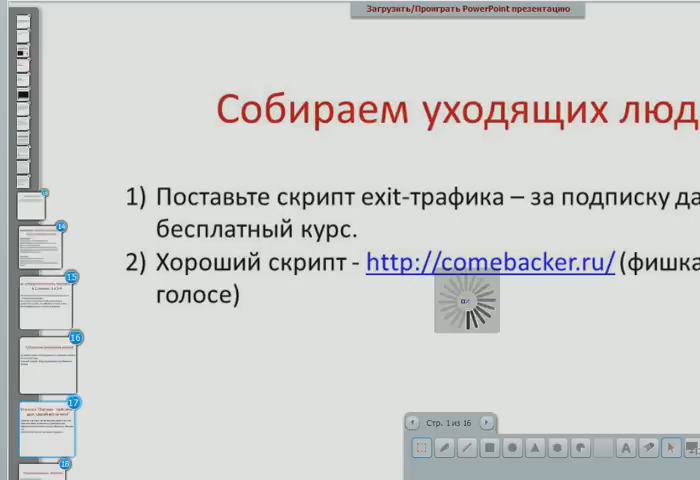 Загрузить/Проиграть PowerPoint презентацию
Собираем уходящих люд
1) Поставьте скрипт exit-трафика – за подписку да
бесплатный курс.
2) Хороший скрипт - http://comebacker.ru/ (фишка
голосе)
14
15
16
17
18
Стр. 1 из 16
A